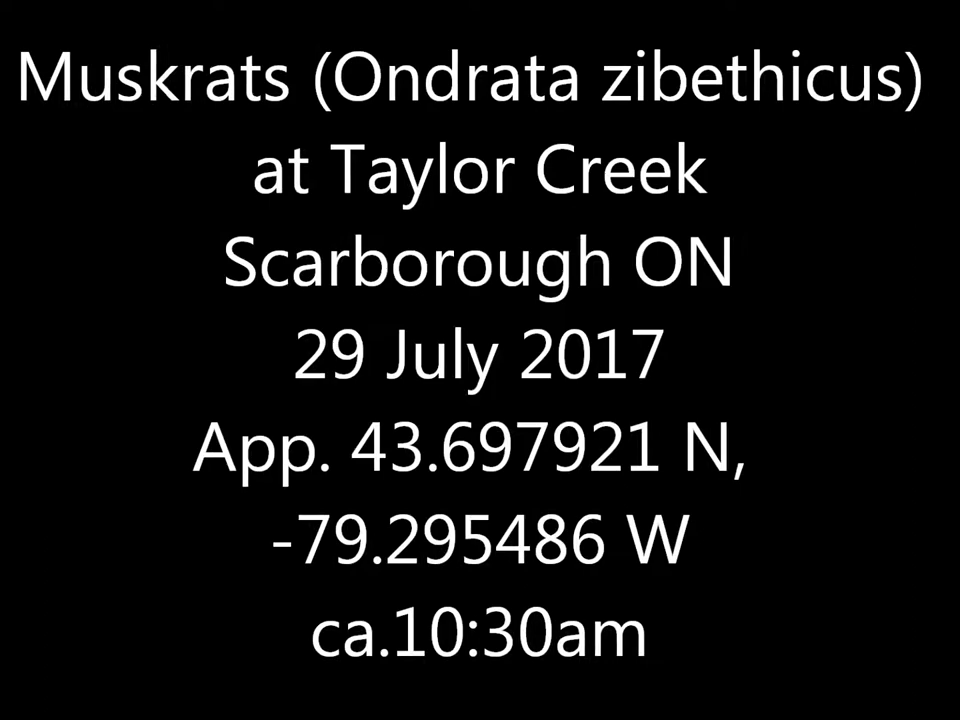 Muskrats (Ondrata zibethicus)
at Taylor Creek
Scarborough ON
29 July 2017
App. 43.697921 N,
-79.295486 W
ca.10:30am